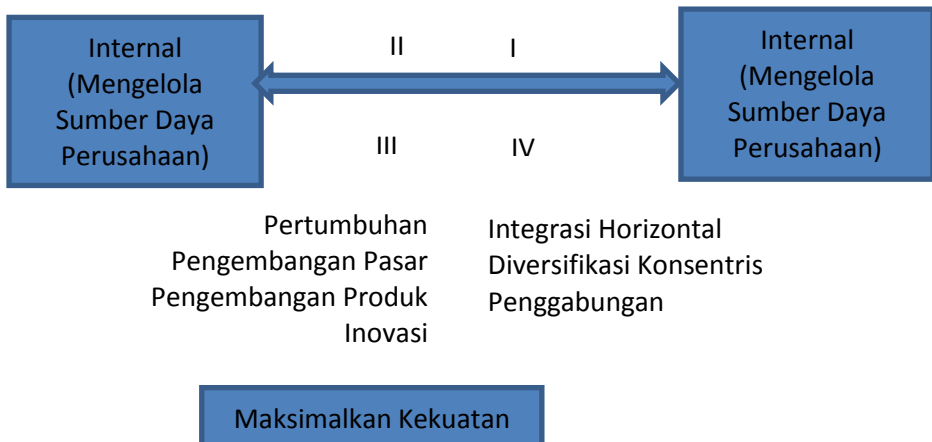 Internal
(Mengelola
Sumber Daya
Perusahaan)
II
I
Internal
(Mengelola
Sumber Daya
Perusahaan)
III
IV
Pertumbuhan
Pengembangan Pasar
Pengembangan Produk
Inovasi
Integrasi Horizontal
Diversifikasi Konsentris
Penggabungan
Maksimalkan Kekuatan